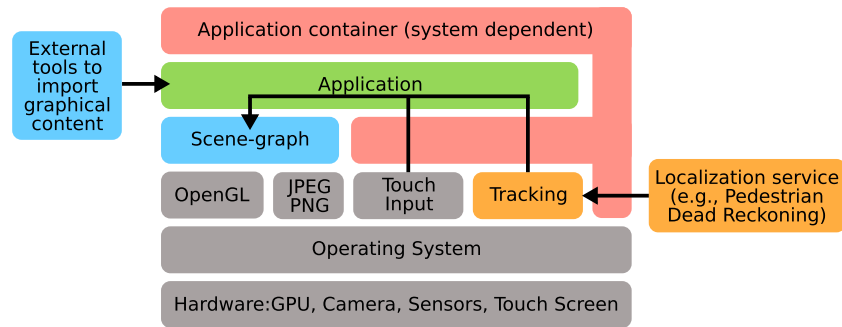 Application container (system dependent)
External
tools to
import
graphical
content
Application
Scene-graph
OpenGL
JPEG
PNG
Touch
Input
Tracking
Localization service
(e.g., Pedestrian
Dead Reckoning)
Operating System
Hardware:GPU, Camera, Sensors, Touch Screen